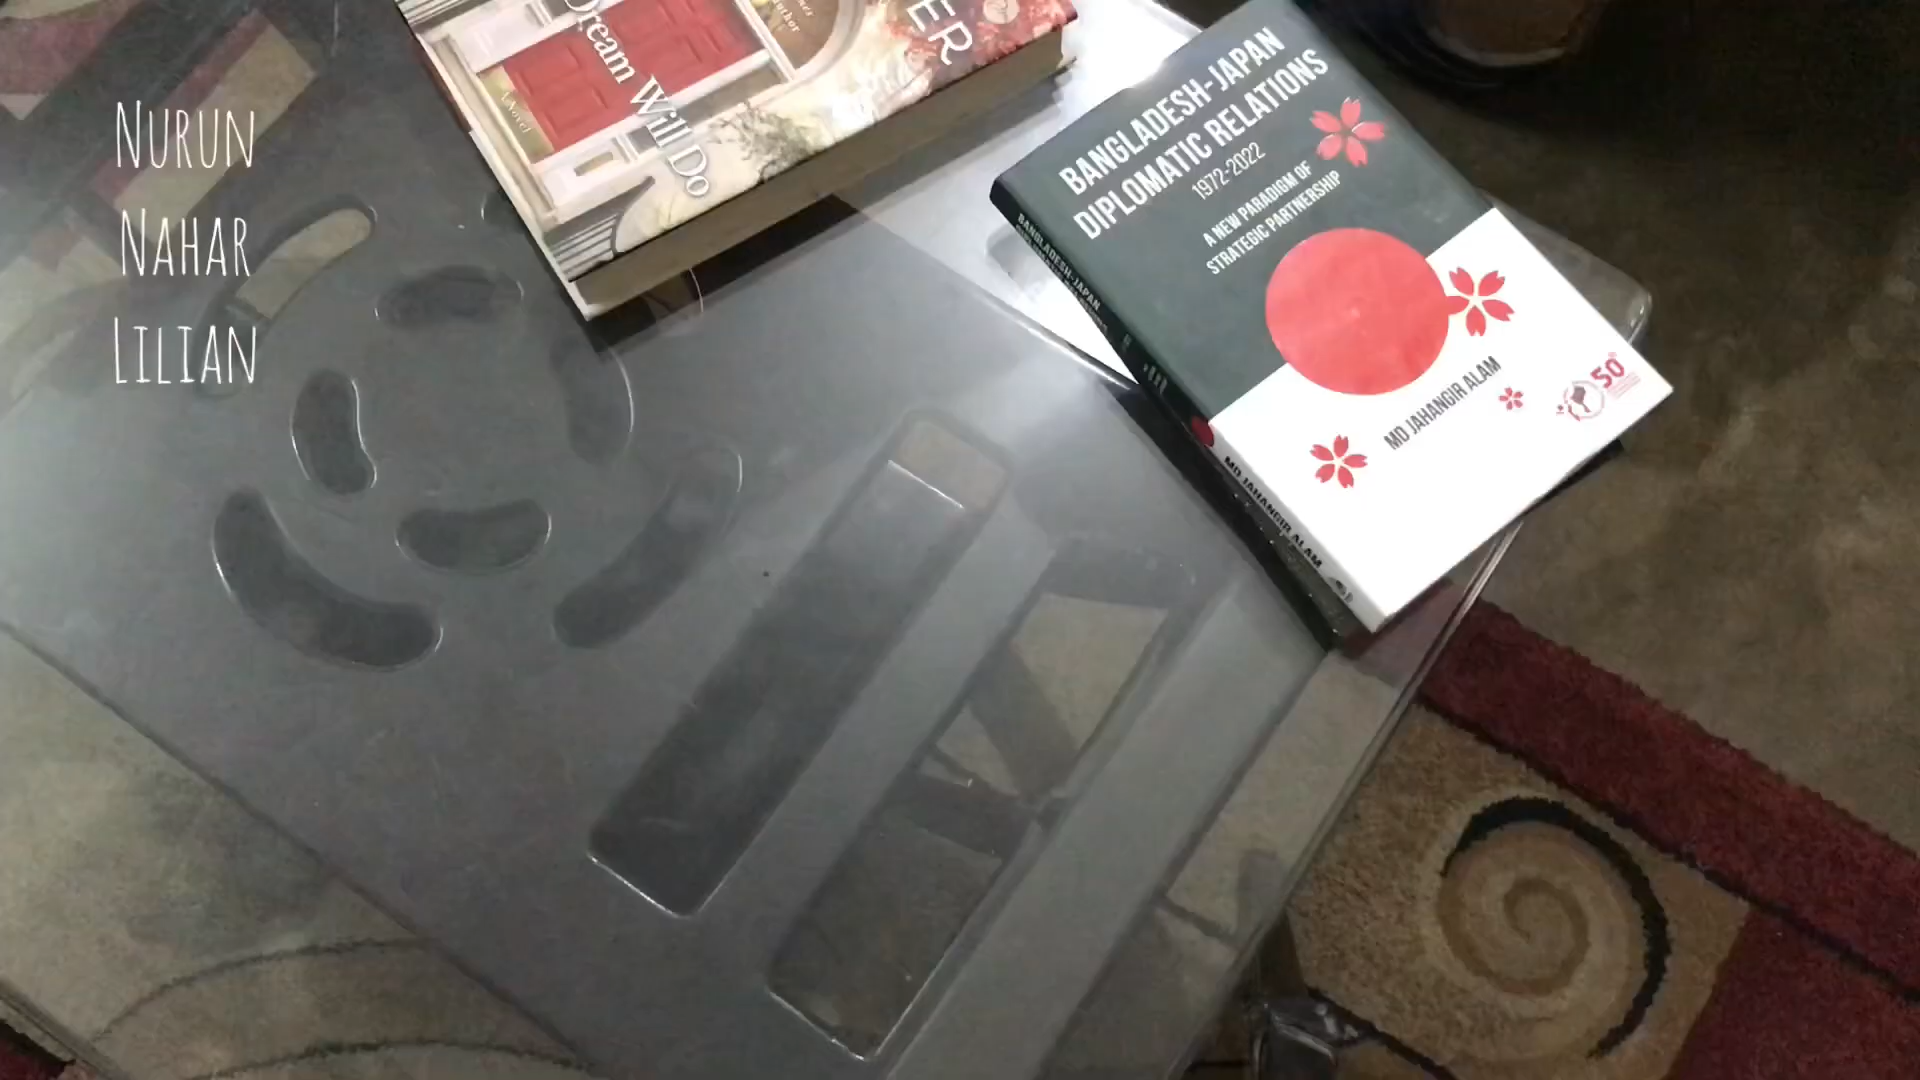 NURUN
NAHAR
LILIAN
Dream Will Do
A Novel
ER
BANGLADESH-JAPAN
DIPLOMATIC RELATIONS
1972-2022
A NEW PARADIGM OF
STRATEGIC PARTNERSHIP
MD JAHANGIR ALAM
50
BANGLADESH-JAPAN
MD JAHANGIR ALAM